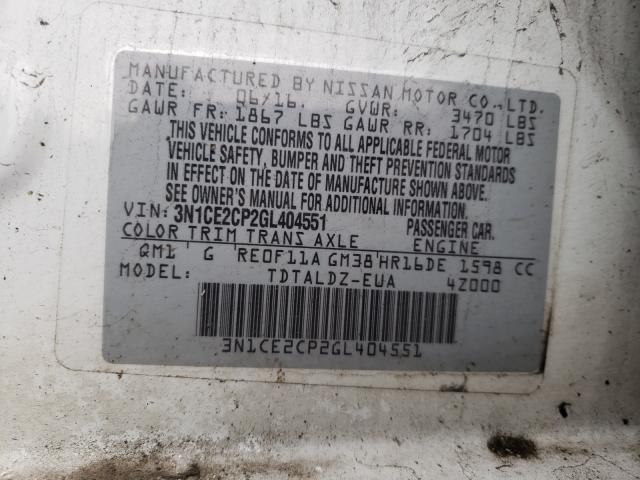 MANUFACTURED BY NISSAN MOTOR CO., LTD.
DATE: 06/16. GVWR: 3470 LBS
GAWR FR: 1867 LBS GAWR RR: 1704 LBS
THIS VEHICLE CONFORMS TO ALL APPLICABLE FEDERAL MOTOR
VEHICLE SAFETY, BUMPER AND THEFT PREVENTION STANDARDS
IN EFFECT ON THE DATE OF MANUFACTURE SHOWN ABOVE.
SEE OWNER'S MANUAL FOR ADDITIONAL INFORMATION.
VIN: 3N1CE2CP2GL404551 PASSENGER CAR.
COLOR TRIM TRANS AXLE ENGINE
QM1 ' G ' RE0F11A GM38 ' HR16DE 1598 CC
MODEL: TDTALDZ-EUA 4Z000
3N1CE2CP2GL404551